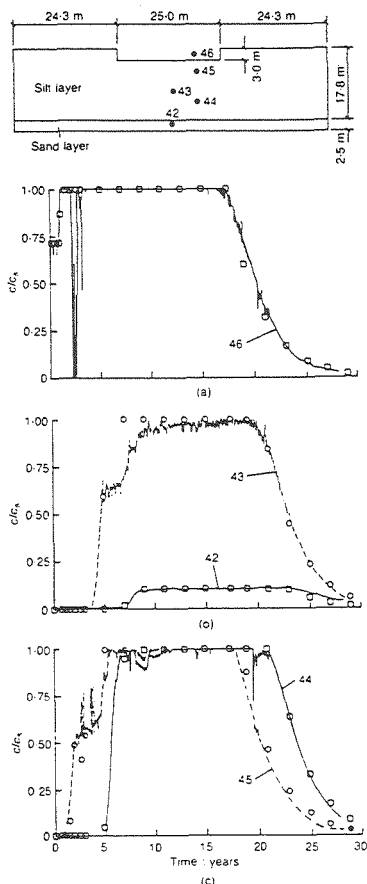 24·3 m 25·0 m 24·3 m
46
45
3·0 m
Silt layer
43
44
42
17·8 m
Sand layer
2·5 m
1·00
0·75
0·50
0·25
0
c/cₛ
46
(a)
1·00
0·75
0·50
0·25
0
c/cₛ
43
42
1·00
0·75
0·50
0·25
0
c/cₛ
44
45
0 5 10 15 20 25 30
Time : years
(c)